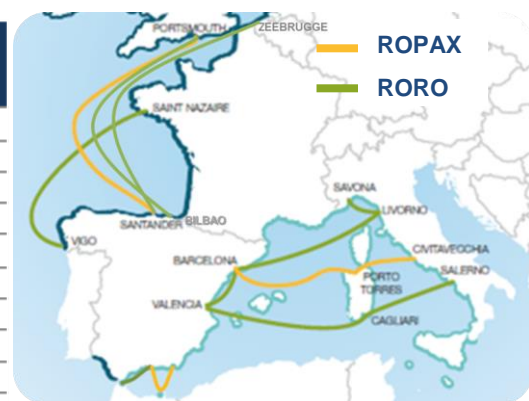 PORTSMOUTH
ZEEBRUGGE
ROPAX
RORO
SAINT NAZAIRE
SAVONA
LIVORNO
SANTANDER
BILBAO
VIGO
CIVITAVECCHIA
BARCELONA
SALERNO
PORTO
TORRES
VALENCIA
CAGLIARI